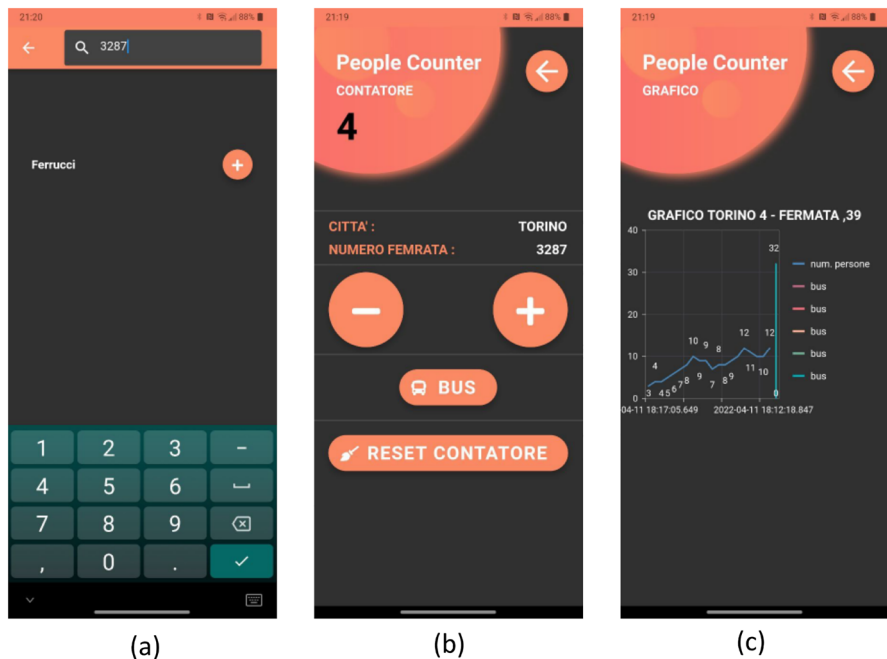 21:20
88%
3287
Ferrucci
1 2 3 –
4 5 6
7 8 9
, 0 .
(a)
21:19
88%
People Counter
CONTATORE
4
CITTA' : TORINO
NUMERO FEMRATA : 3287
BUS
RESET CONTATORE
(b)
21:19
88%
People Counter
GRAFICO
GRAFICO TORINO 4 - FERMATA ,39
40
30
20
10
0
32
12 12
10 9 8
4
11 10
9 7 8 9
3 4 5 6 7 8
0
num. persone
bus
bus
bus
bus
bus
04-11 18:17:05.649 2022-04-11 18:12:18.847
(c)